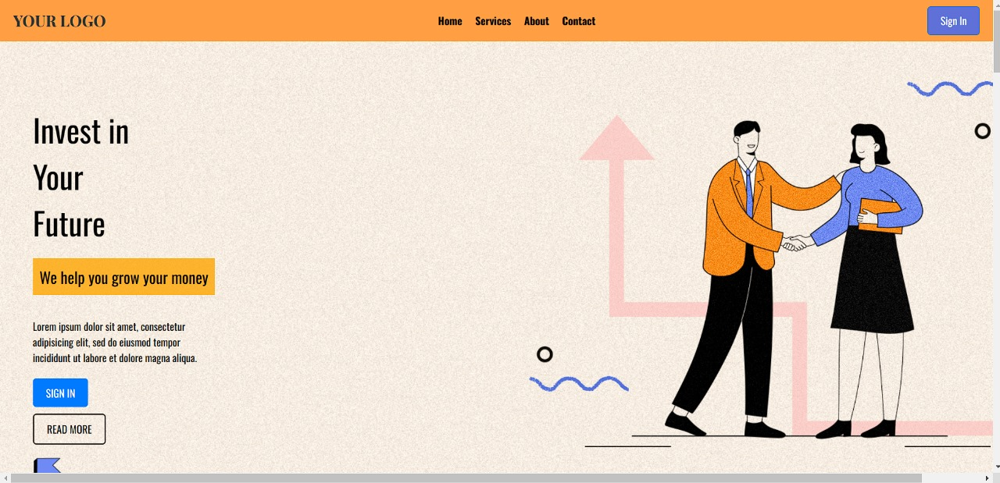 YOUR LOGO
Home Services About Contact
Sign In
Invest in
Your
Future
We help you grow your money
Lorem ipsum dolor sit amet, consectetur
adipisicing elit, sed do eiusmod tempor
incididunt ut labore et dolore magna aliqua.
SIGN IN
READ MORE